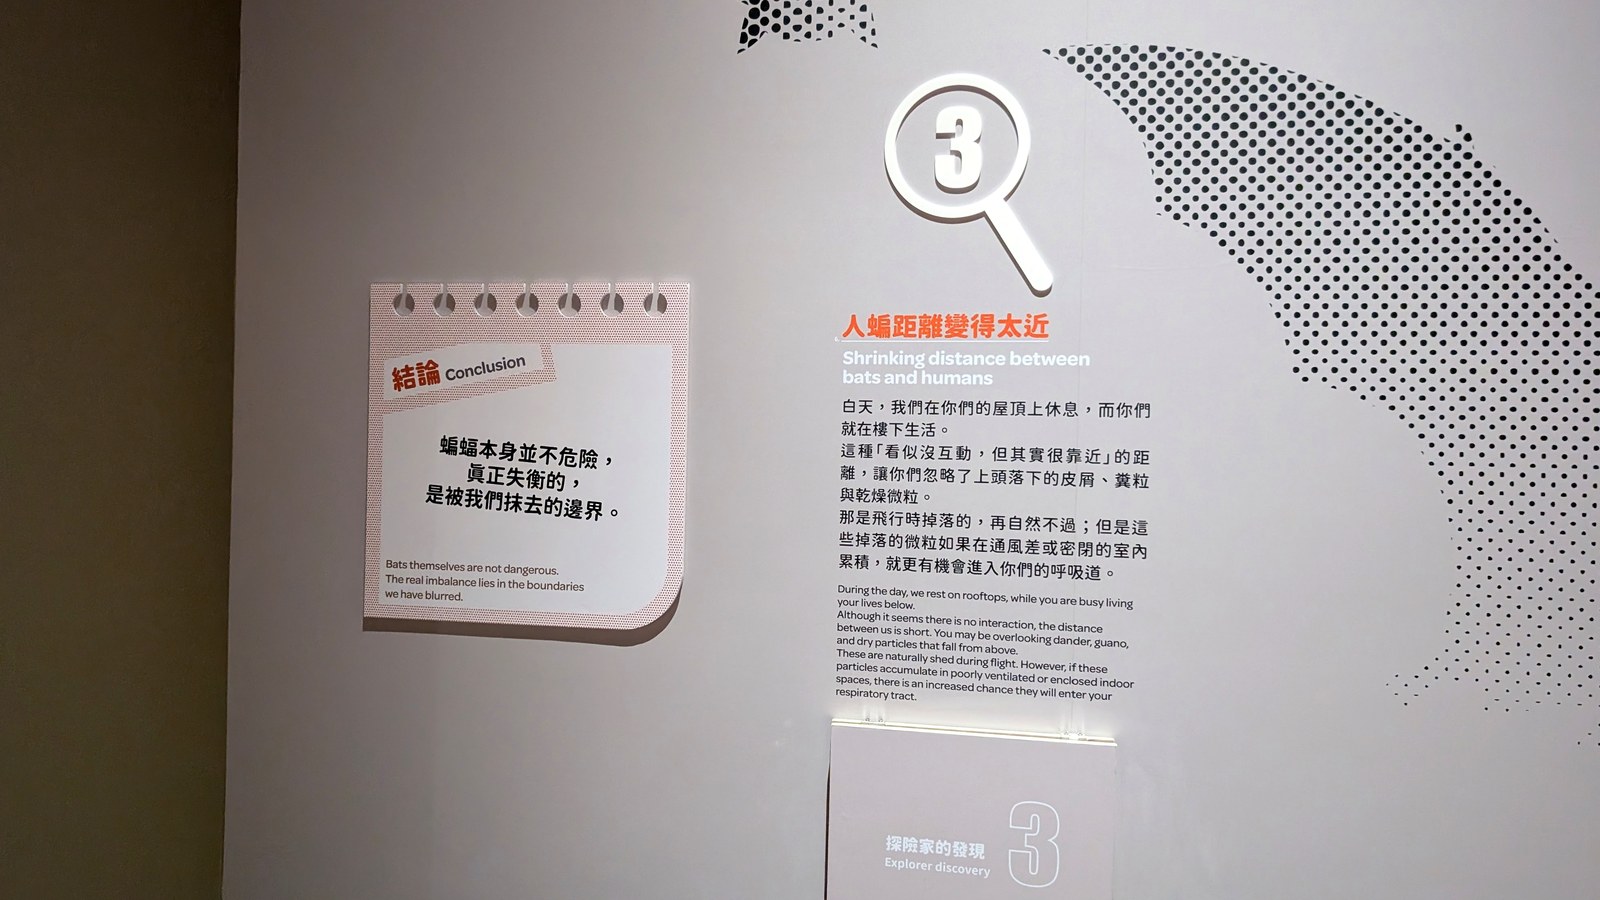 結論 Conclusion
蝙蝠本身並不危險，
真正失衡的，
是被我們抹去的邊界。
Bats themselves are not dangerous.
The real imbalance lies in the boundaries
we have blurred.
3
人蝙距離變得太近
Shrinking distance between
bats and humans
白天，我們在你們的屋頂上休息，而你們
就在樓下生活。
這種「看似沒互動，但其實很靠近」的距
離，讓你們忽略了上頭落下的皮屑、糞粒
與乾燥微粒。
那是飛行時掉落的，再自然不過；但是這
些掉落的微粒如果在通風差或密閉的室內
累積，就更有機會進入你們的呼吸道。
During the day, we rest on rooftops, while you are busy living
your lives below.
Although it seems there is no interaction, the distance
between us is short. You may be overlooking dander, guano,
and dry particles that fall from above.
These are naturally shed during flight. However, if these
particles accumulate in poorly ventilated or enclosed indoor
spaces, there is an increased chance they will enter your
respiratory tract.
探險家的發現
Explorer discovery
3